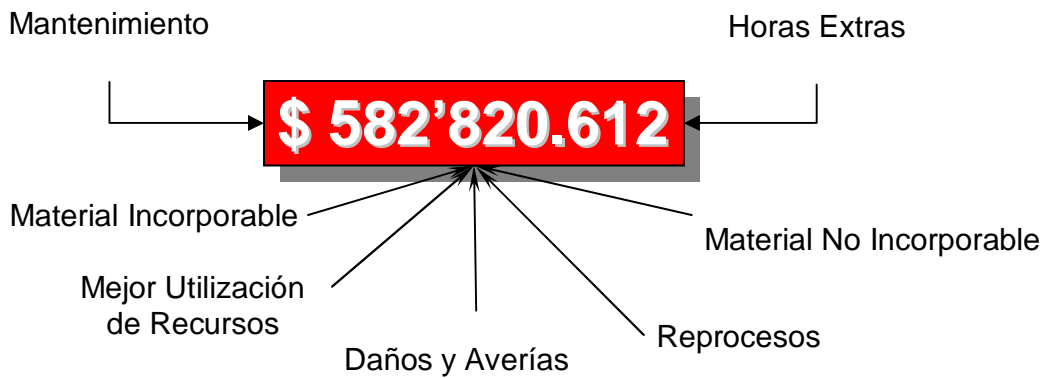 Mantenimiento
Horas Extras
$ 582’820.612
Material Incorporable
Material No Incorporable
Mejor Utilización
de Recursos
Reprocesos
Daños y Averías